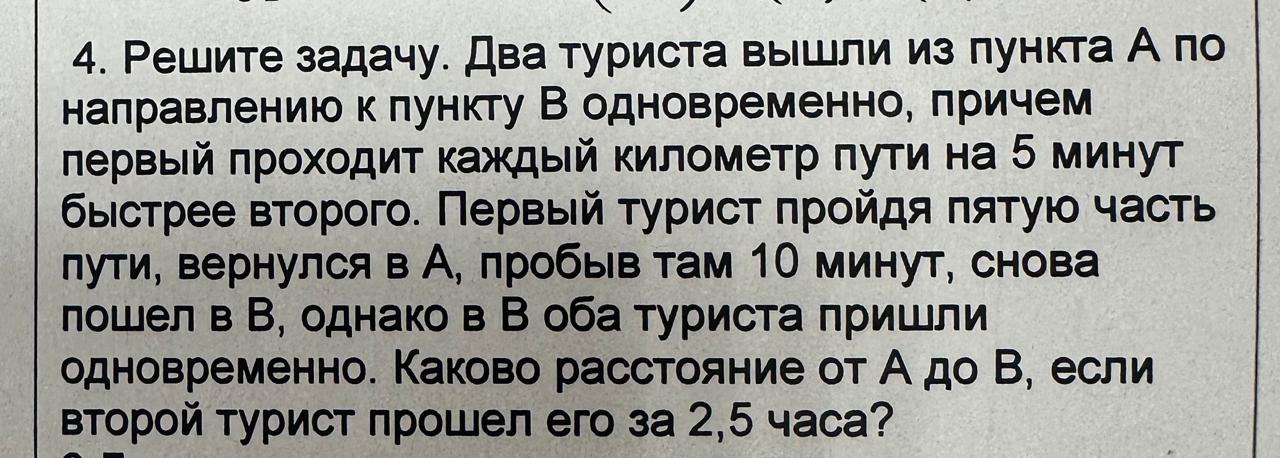 4. Решите задачу. Два туриста вышли из пункта А по
направлению к пункту В одновременно, причем
первый проходит каждый километр пути на 5 минут
быстрее второго. Первый турист пройдя пятую часть
пути, вернулся в А, пробыв там 10 минут, снова
пошел в В, однако в В оба туриста пришли
одновременно. Каково расстояние от А до В, если
второй турист прошел его за 2,5 часа?